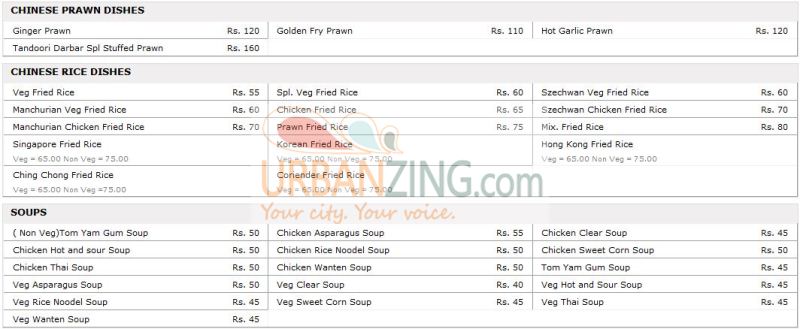 CHINESE PRAWN DISHES
Ginger Prawn Rs. 120 Golden Fry Prawn Rs. 110 Hot Garlic Prawn Rs. 120
Tandoori Darbar Spl Stuffed Prawn Rs. 160
CHINESE RICE DISHES
Veg Fried Rice Rs. 55 Spl. Veg Fried Rice Rs. 60 Szechwan Veg Fried Rice Rs. 60
Manchurian Veg Fried Rice Rs. 60 Chicken Fried Rice Rs. 65 Szechwan Chicken Fried Rice Rs. 70
Manchurian Chicken Fried Rice Rs. 70 Prawn Fried Rice Rs. 75 Mix. Fried Rice Rs. 80
Singapore Fried Rice Korean Fried Rice Hong Kong Fried Rice
Veg = 65.00 Non Veg = 75.00 Veg = 65.00 Non Veg = 75.00 Veg = 65.00 Non Veg = 75.00
Ching Chong Fried Rice Coriender Fried Rice
Veg = 65.00 Non Veg = 75.00 Veg = 65.00 Non Veg = 75.00
URBANZING.com
Your city. Your voice.
SOUPS
( Non Veg)Tom Yam Gum Soup Rs. 50 Chicken Asparagus Soup Rs. 55 Chicken Clear Soup Rs. 45
Chicken Hot and sour Soup Rs. 50 Chicken Rice Noodel Soup Rs. 50 Chicken Sweet Corn Soup Rs. 50
Chicken Thai Soup Rs. 50 Chicken Wanten Soup Rs. 50 Tom Yam Gum Soup Rs. 45
Veg Asparagus Soup Rs. 50 Veg Clear Soup Rs. 40 Veg Hot and Sour Soup Rs. 45
Veg Rice Noodel Soup Rs. 45 Veg Sweet Corn Soup Rs. 45 Veg Thai Soup Rs. 45
Veg Wanten Soup Rs. 45